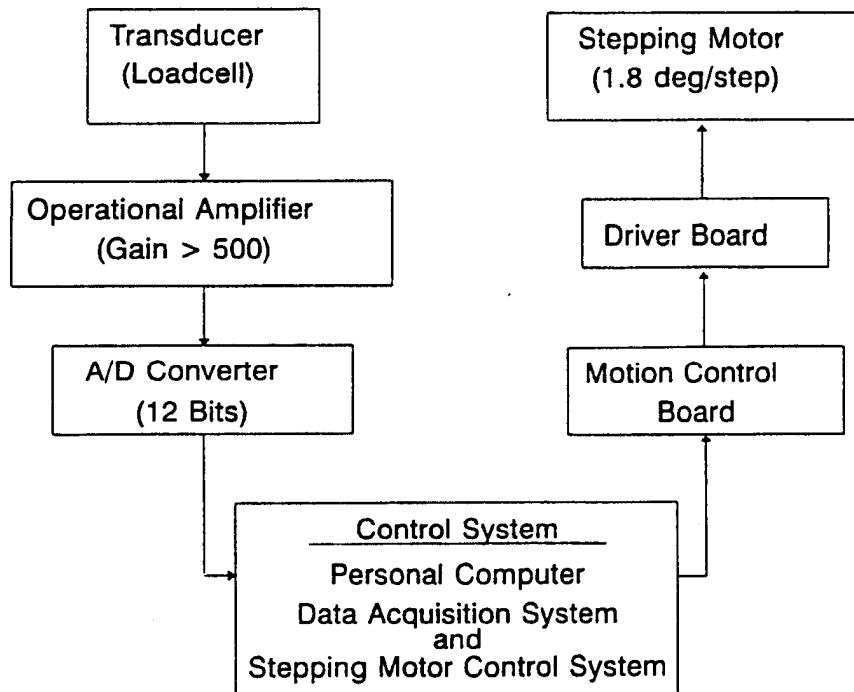 Transducer
(Loadcell)
Operational Amplifier
(Gain > 500)
A/D Converter
(12 Bits)
Control System
Personal Computer
Data Acquisition System
and
Stepping Motor Control System
Motion Control
Board
Driver Board
Stepping Motor
(1.8 deg/step)